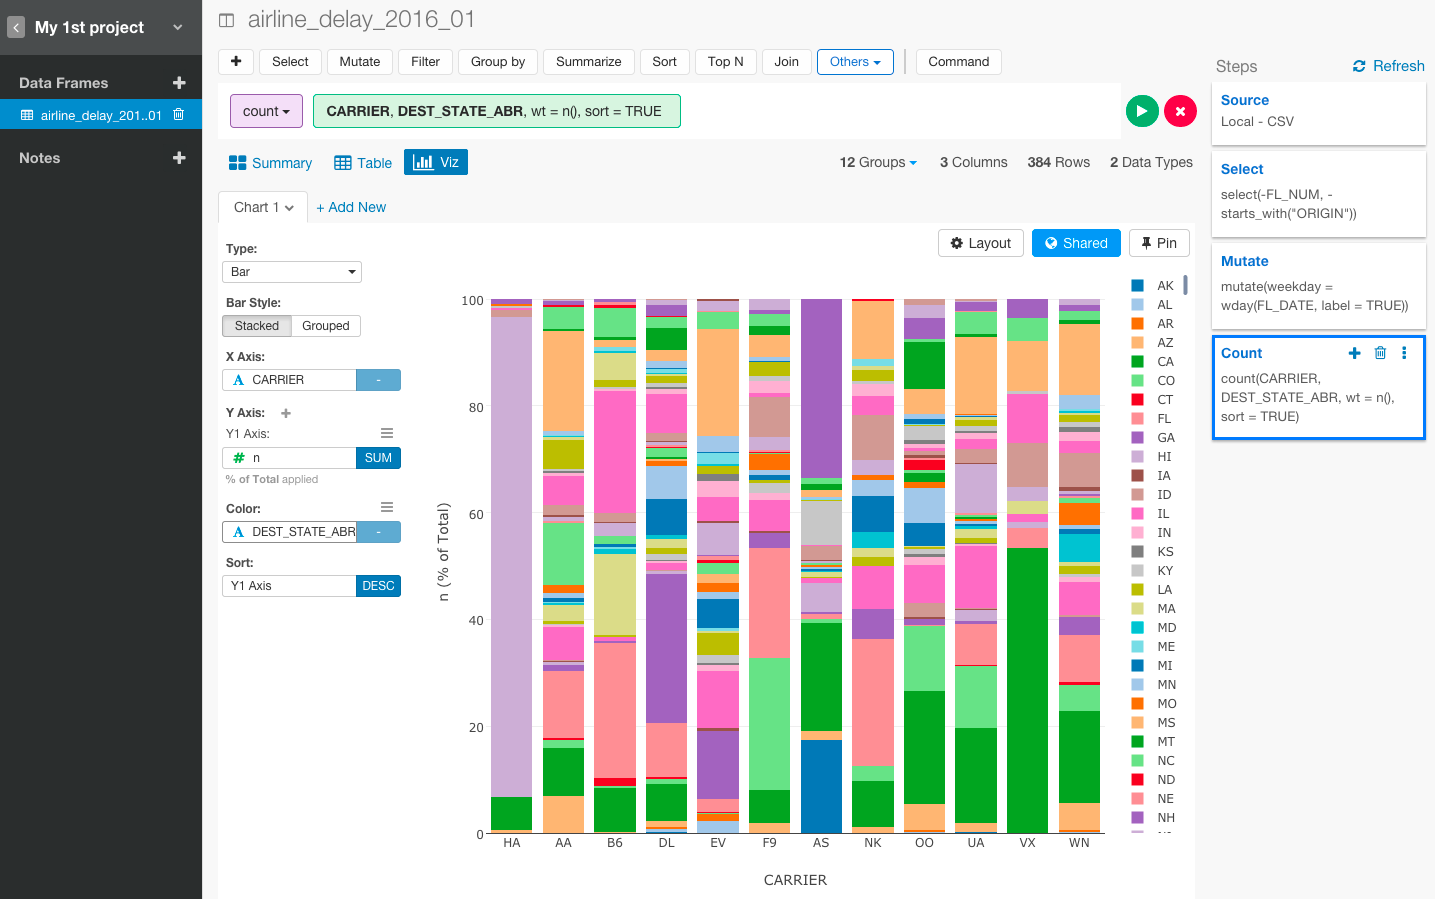 My 1st project
Data Frames
airline_delay_201..01
Notes
airline_delay_2016_01
Select
Mutate
Filter
Group by
Summarize
Sort
Top N
Join
Others
Command
count
CARRIER, DEST_STATE_ABR, wt = n(), sort = TRUE
Summary
Table
Viz
12 Groups
3 Columns
384 Rows
2 Data Types
Chart 1
+ Add New
Layout
Shared
Pin
Type:
Bar
Bar Style:
Stacked
Grouped
X Axis:
A CARRIER
-
Y Axis:
Y1 Axis:
# n
SUM
% of Total applied
Color:
A DEST_STATE_ABR
-
Sort:
Y1 Axis
DESC
n (% of Total)
100
80
60
40
20
0
HA
AA
B6
DL
EV
F9
AS
NK
OO
UA
VX
WN
CARRIER
AK
AL
AR
AZ
CA
CO
CT
FL
GA
HI
IA
ID
IL
IN
KS
KY
LA
MA
MD
ME
MI
MN
MO
MS
MT
NC
ND
NE
NH
Steps
Refresh
Source
Local - CSV
Select
select(-FL_NUM, -
starts_with("ORIGIN"))
Mutate
mutate(weekday =
wday(FL_DATE, label = TRUE))
Count
count(CARRIER,
DEST_STATE_ABR, wt = n(),
sort = TRUE)